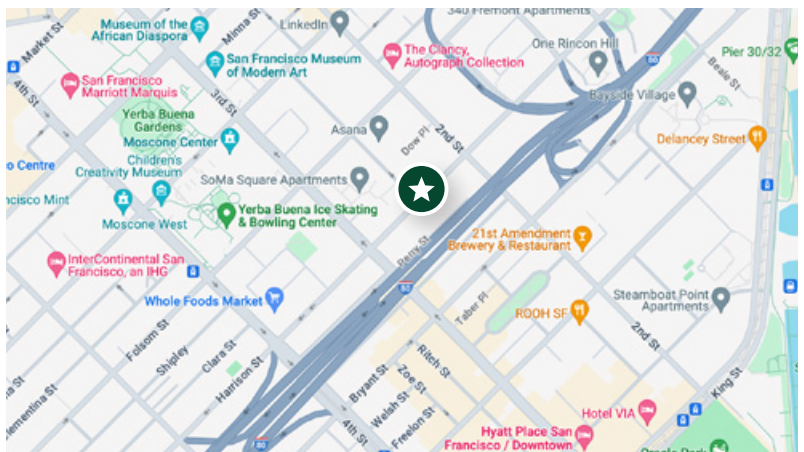 Museum of the
African Diaspora
LinkedIn
Minna St
340 Fremont Apartments
Market St
Asana
San Francisco Museum
of Modern Art
The Clancy,
Autograph Collection
One Rincon Hill
80
Pier 30/32
4th St
San Francisco
Marriott Marquis
3rd St
Beale St
Bayside Village
Yerba Buena
Gardens
Moscone Center
Asana
Dow Pl
2nd St
Delancey Street
o Centre
Children's
Creativity Museum
SoMa Square Apartments
ncisco Mint
Moscone West
Yerba Buena Ice Skating
& Bowling Center
21st Amendment
Brewery & Restaurant
Perry St
InterContinental San
Francisco, an IHG
80
Whole Foods Market
Taber Pl
Steamboat Point
Apartments
ROOH SF
2nd St
Folsom St
Shipley
Clara St
Harrison St
Ritch St
Zoe St
Bryant St
Welsh St
Freelon St
King St
a St
ementina St
4th St
Hotel VIA
80
Hyatt Place San
Francisco / Downtown
Oracle Park